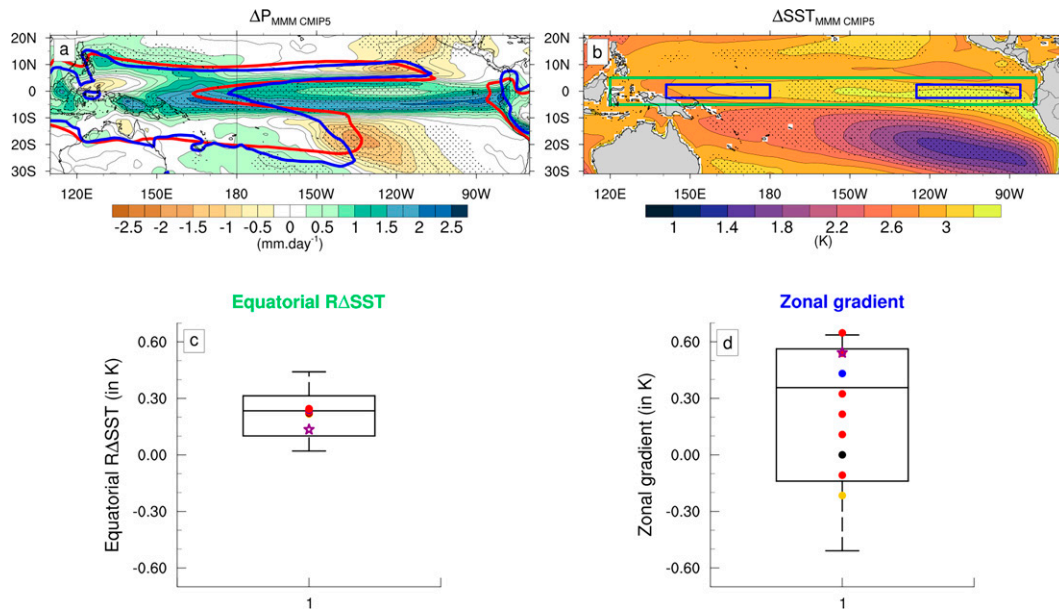 ΔP MMM CMIP5
ΔSST MMM CMIP5
a
20N
10N
0
10S
20S
30S
120E 150E 180 150W 120W 90W
-2.5 -2 -1.5 -1 -0.5 0 0.5 1 1.5 2 2.5
(mm.day-1)
b
20N
10N
0
10S
20S
30S
120E 150E 180 150W 120W 90W
1 1.4 1.8 2.2 2.6 3
(K)
Equatorial RΔSST
c
Equatorial RΔSST (in K)
0.60
0.30
0.00
-0.30
-0.60
1
Zonal gradient
d
Zonal gradient (in K)
0.60
0.30
0.00
-0.30
-0.60
1